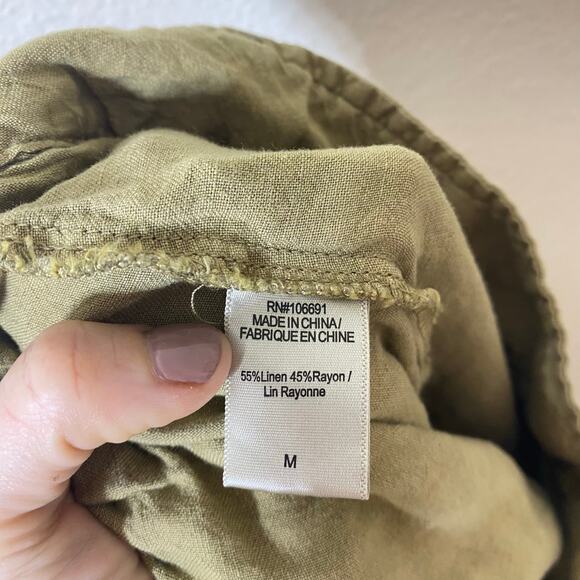 RN#106691
MADE IN CHINA/
FABRIQUE EN CHINE
55%Linen 45%Rayon /
Lin Rayonne
M